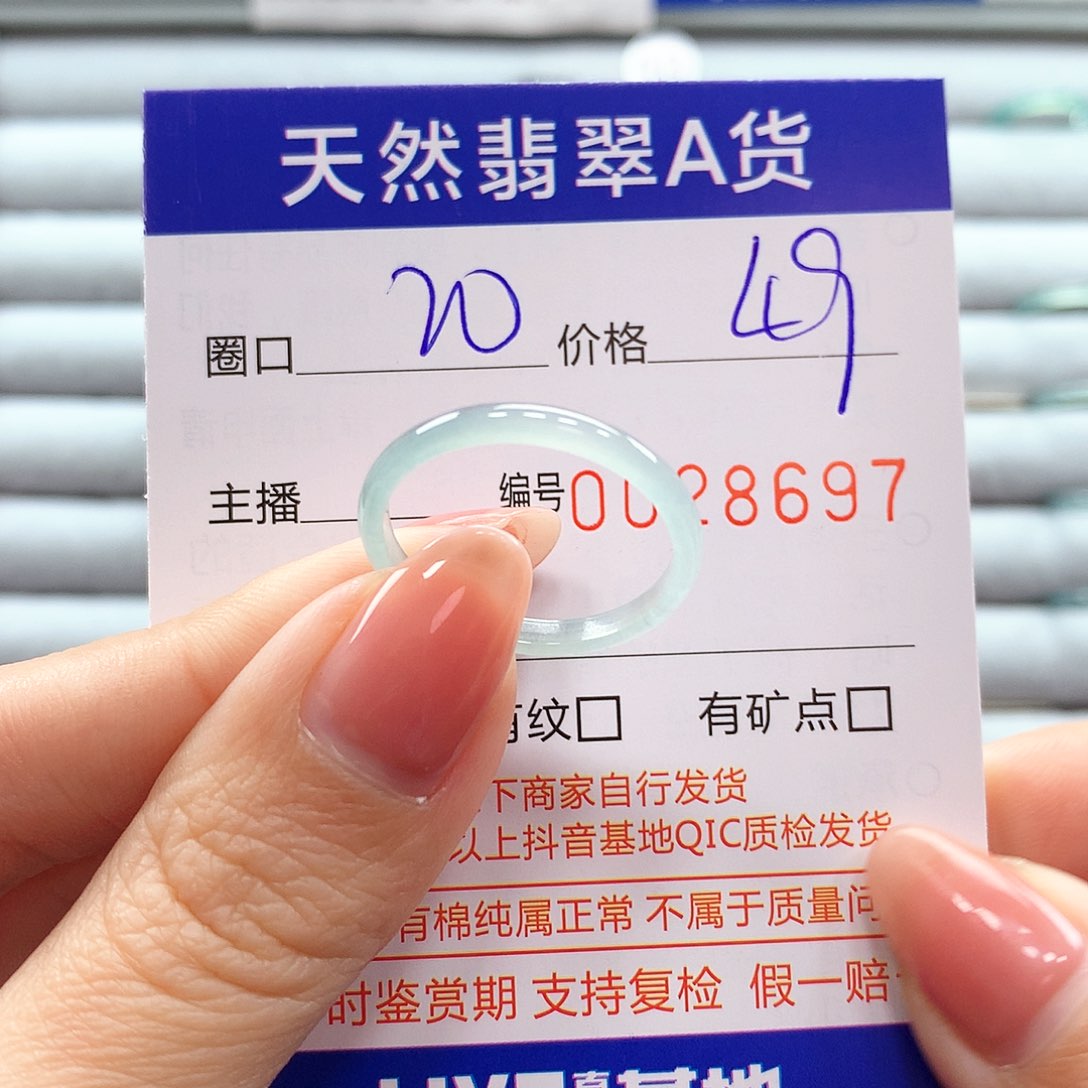 天然翡翠A货
圈口 20 价格 49
主播 编号 0028697
有纹□ 有矿点□
下商家自行发货
以上抖音基地QIC质检发货
有棉纯属正常 不属于质量问
时鉴赏期 支持复检 假一赔
基地